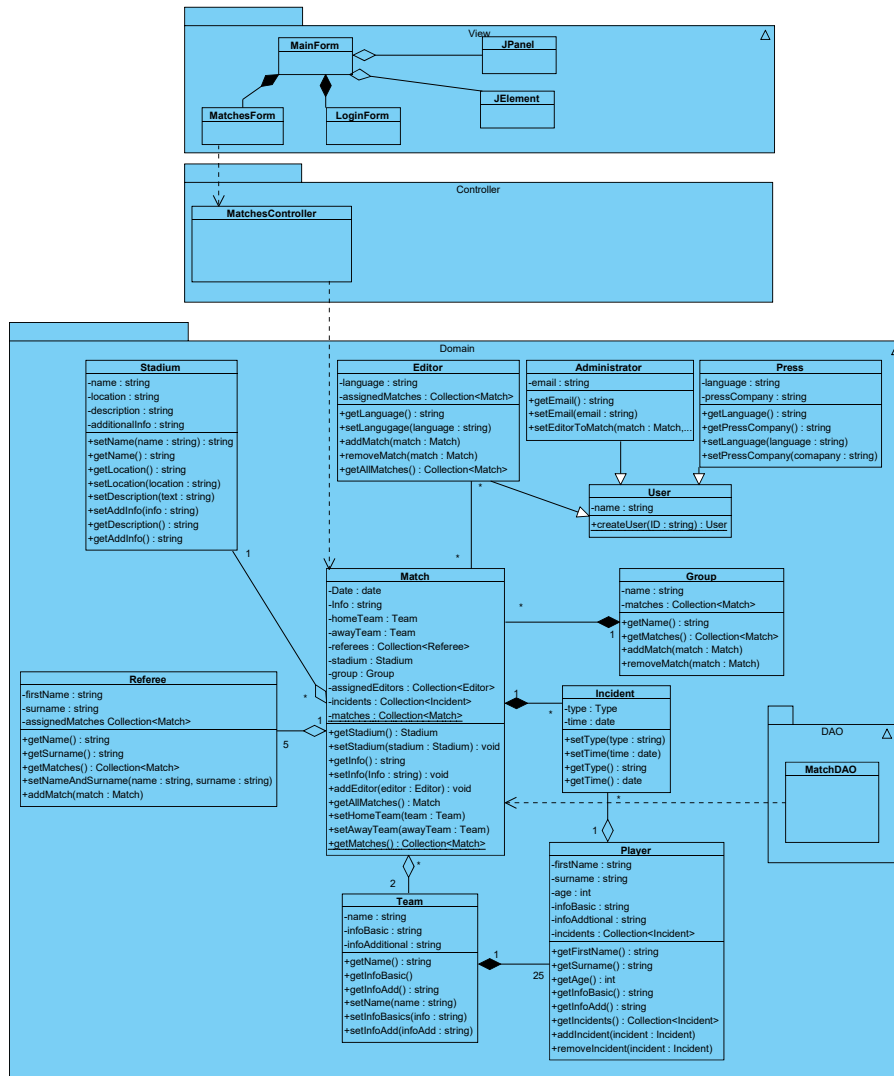 View
MainForm
JPanel
JElement
MatchesForm
LoginForm
Controller
MatchesController
Domain
Stadium
-name : string
-location : string
-description : string
-additionalInfo : string
+setName(name : string) : string
+getName() : string
+getLocation() : string
+setLocation(location : string)
+setDescription(text : string)
+setAddInfo(info : string)
+getDescription() : string
+getAddInfo() : string
Editor
-language : string
-assignedMatches : Collection<Match>
+getLanguage() : string
+setLangugage(language : string)
+addMatch(match : Match)
+removeMatch(match : Match)
+getAllMatches() : Collection<Match>
Administrator
-email : string
+getEmail() : string
+setEmail(email : string)
+setEditorToMatch(match : Match,...
Press
-language : string
-pressCompany : string
+getLanguage() : string
+getPressCompany() : string
+setLanguage(language : string)
+setPressCompany(comapany : string)
User
-name : string
+createUser(ID : string) : User
*
*
1
*
Match
-Date : date
-Info : string
-homeTeam : Team
-awayTeam : Team
-referees : Collection<Referee>
-stadium : Stadium
-group : Group
-assignedEditors : Collection<Editor>
-incidents : Collection<Incident>
-matches : Collection<Match>
+getStadium() : Stadium
+setStadium(stadium : Stadium) : void
+getInfo() : string
+setInfo(Info : string) : void
+addEditor(editor : Editor) : void
+getAllMatches() : Match
+setHomeTeam(team : Team)
+setAwayTeam(awayTeam : Team)
+getMatches() : Collection<Match>
*
1
Group
-name : string
-matches : Collection<Match>
+getName() : string
+getMatches() : Collection<Match>
+addMatch(match : Match)
+removeMatch(match : Match)
Referee
-firstName : string
-surname : string
-assignedMatches Collection<Match>
+getName() : string
+getSurname() : string
+getMatches() : Collection<Match>
+setNameAndSurname(name : string, surname : string)
+addMatch(match : Match)
1
5
1
*
Incident
-type : Type
-time : date
+setType(type : string)
+setTime(time : date)
+getType() : string
+getTime() : date
DAO
MatchDAO
*
1
Player
-firstName : string
-surname : string
-age : int
-infoBasic : string
-infoAddtional : string
-incidents : Collection<Incident>
+getFirstName() : string
+getSurname() : string
+getAge() : int
+getInfoBasic() : string
+getInfoAdd() : string
+getIncidents() : Collection<Incident>
+addIncident(incident : Incident)
+removeIncident(incident : Incident)
*
2
Team
-name : string
-infoBasic : string
-infoAdditional : string
+getName() : string
+getInfoBasic()
+getInfoAdd() : string
+setName(name : string)
+setInfoBasics(info : string)
+setInfoAdd(infoAdd : string)
1
25